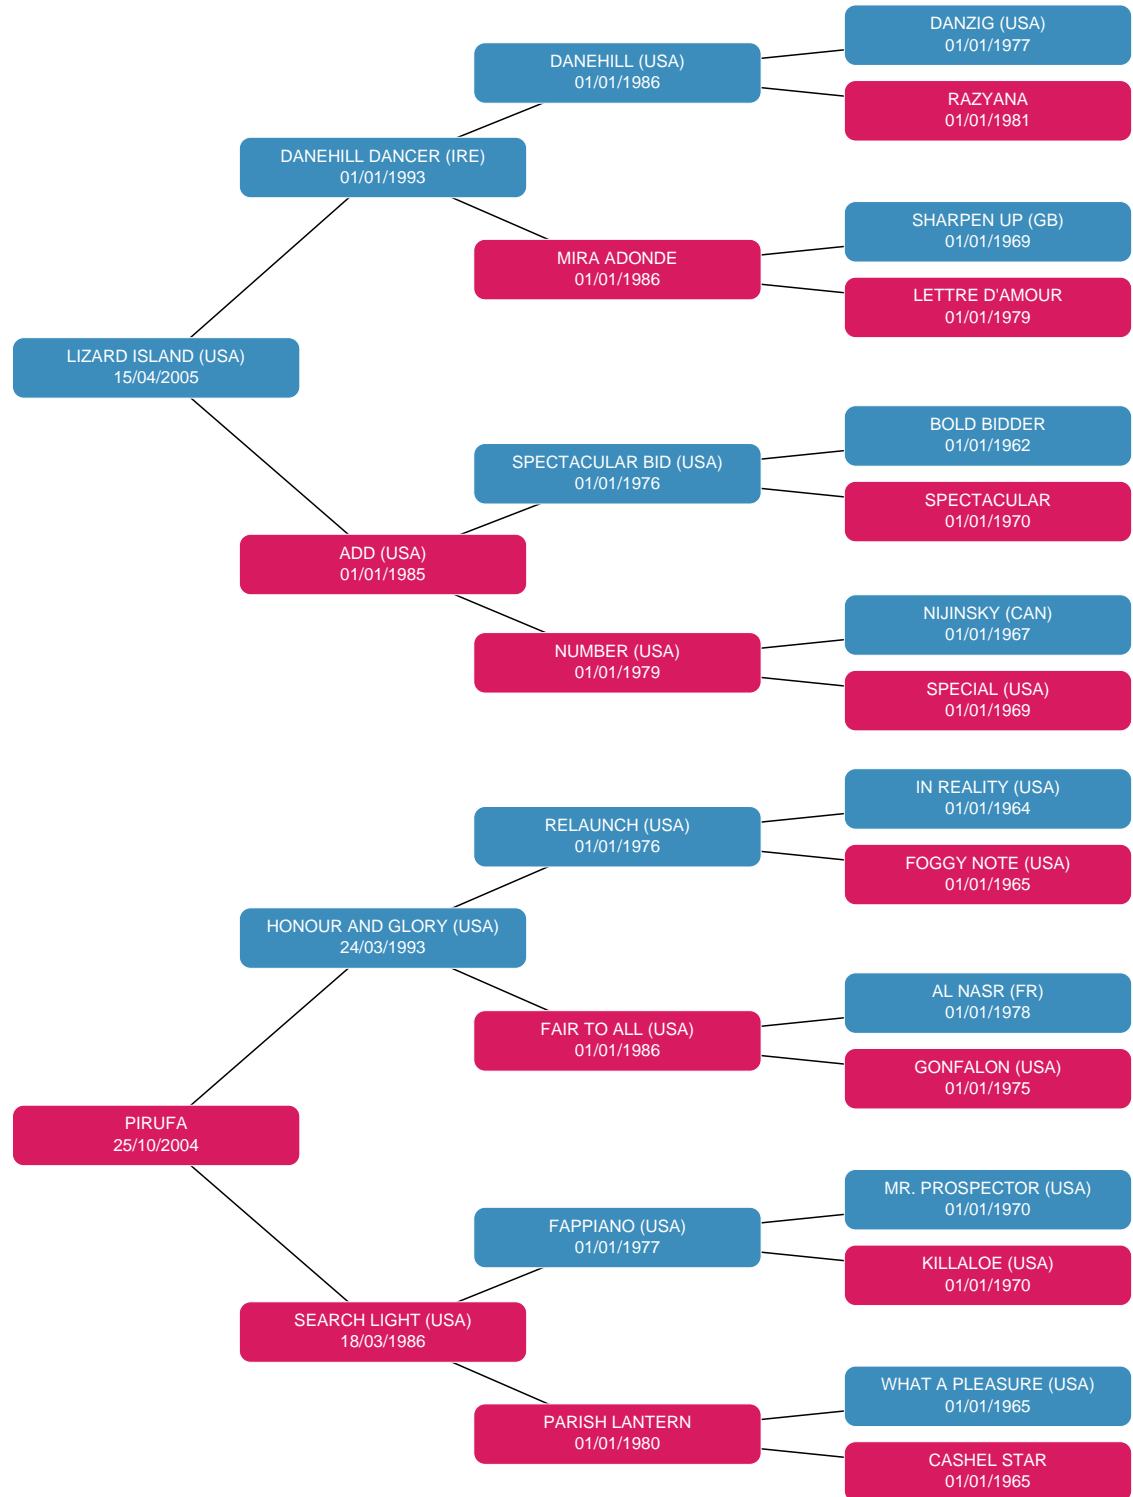 DANZIG (USA)
01/01/1977
DANEHILL (USA)
01/01/1986
RAZYANA
01/01/1981
DANEHILL DANCER (IRE)
01/01/1993
SHARPEN UP (GB)
01/01/1969
MIRA ADONDE
01/01/1986
LETTRE D'AMOUR
01/01/1979
LIZARD ISLAND (USA)
15/04/2005
BOLD BIDDER
01/01/1962
SPECTACULAR BID (USA)
01/01/1976
SPECTACULAR
01/01/1970
ADD (USA)
01/01/1985
NIJINSKY (CAN)
01/01/1967
NUMBER (USA)
01/01/1979
SPECIAL (USA)
01/01/1969
IN REALITY (USA)
01/01/1964
RELAUNCH (USA)
01/01/1976
FOGGY NOTE (USA)
01/01/1965
HONOUR AND GLORY (USA)
24/03/1993
AL NASR (FR)
01/01/1978
FAIR TO ALL (USA)
01/01/1986
GONFALON (USA)
01/01/1975
PIRUFA
25/10/2004
MR. PROSPECTOR (USA)
01/01/1970
FAPPIANO (USA)
01/01/1977
KILLALOE (USA)
01/01/1970
SEARCH LIGHT (USA)
18/03/1986
WHAT A PLEASURE (USA)
01/01/1965
PARISH LANTERN
01/01/1980
CASHEL STAR
01/01/1965